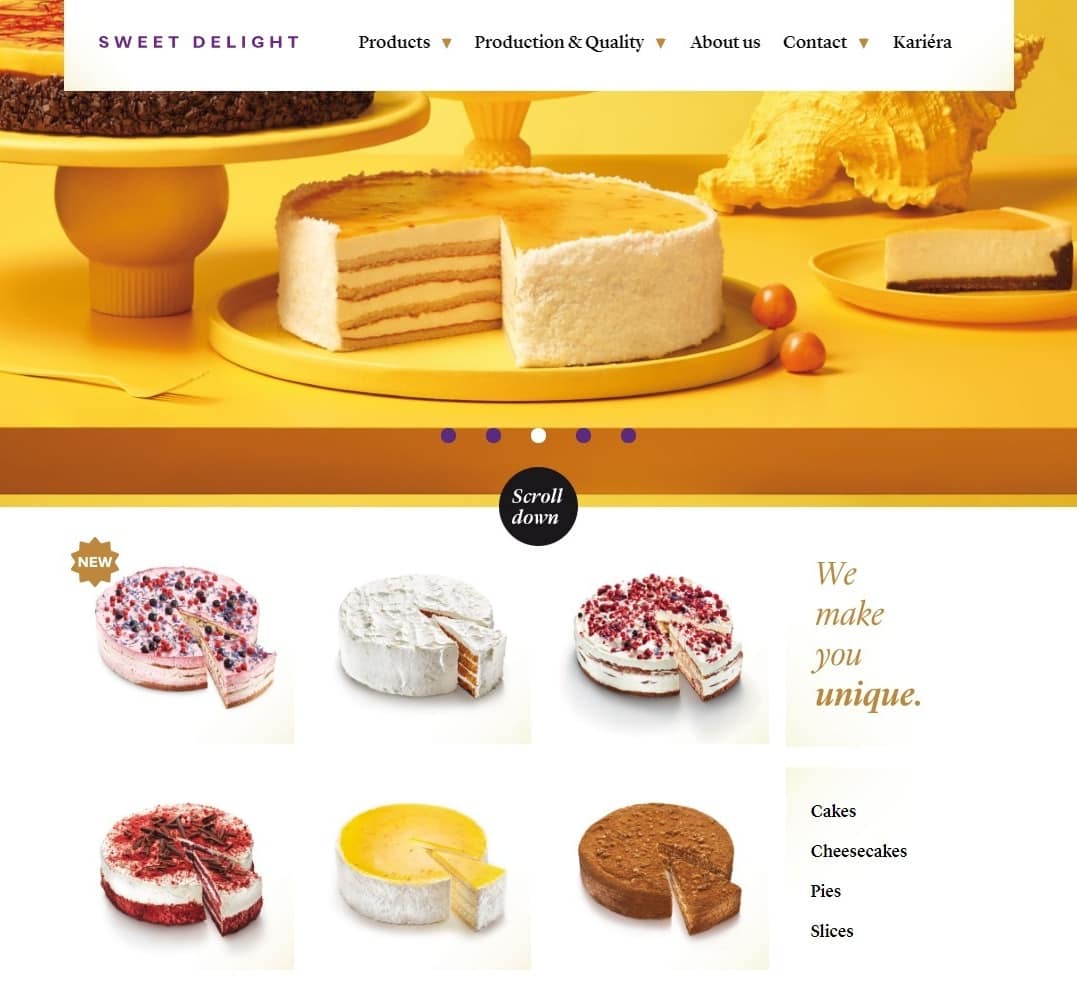 SWEET DELIGHT
Products Production & Quality About us Contact Kariéra
Scroll
down
NEW
We
make
you
unique.
Cakes
Cheesecakes
Pies
Slices